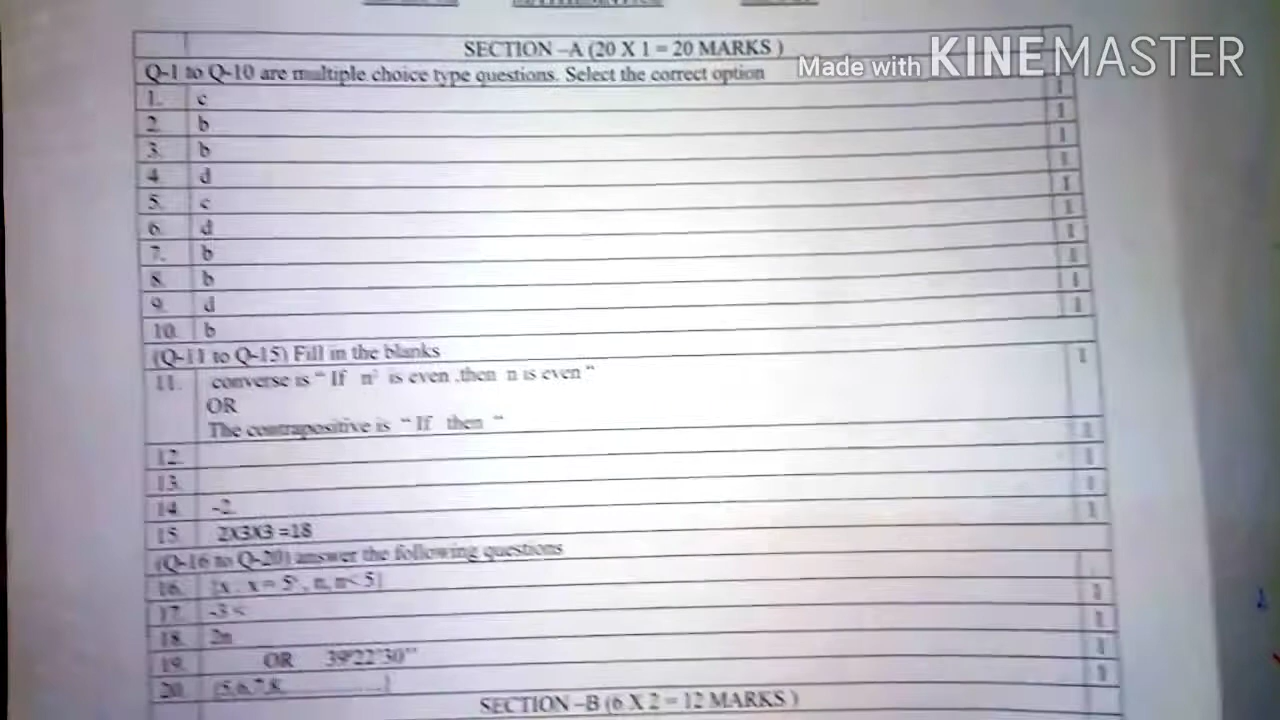 SECTION –A (20 X 1 = 20 MARKS )
Made with KINEMASTER
Q-1 to Q-10 are multiple choice type questions. Select the correct option
1. c 1
2. b 1
3. b 1
4. d 1
5. c 1
6. d 1
7. b 1
8. b 1
9. d 1
10. b 1
(Q-11 to Q-15) Fill in the blanks
11. converse is " If n² is even ,then n is even " 1
OR
The contrapositive is " If then "
12. 1
13. 1
14. -2 1
15. 2X3X3 =18 1
(Q-16 to Q-20) answer the following questions
16. 1
17. -3 < 1
18. 2n 1
19. OR 39°22'30'' 1
20. {5,6,7,8,..............}
SECTION –B (6 X 2 = 12 MARKS )